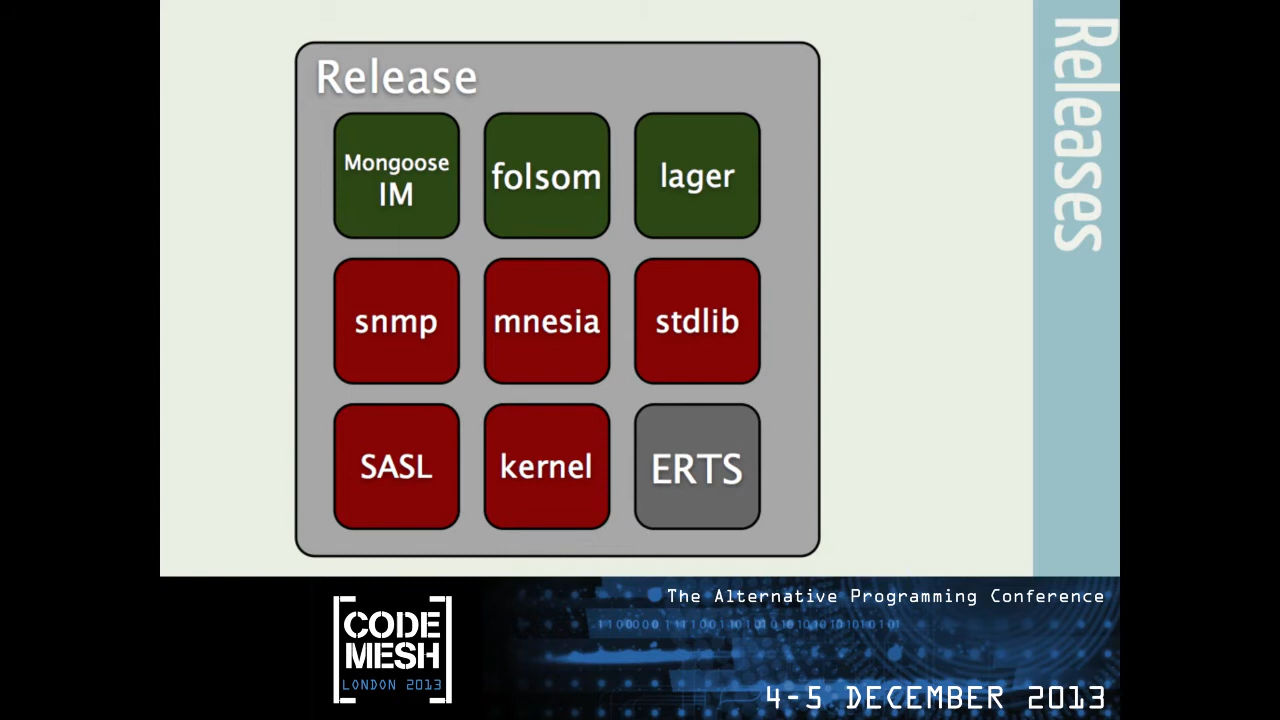 Release
Mongoose
IM
folsom
lager
snmp
mnesia
stdlib
SASL
kernel
ERTS
Releases
CODE
MESH
LONDON 2013
The Alternative Programming Conference
4-5 DECEMBER 2013